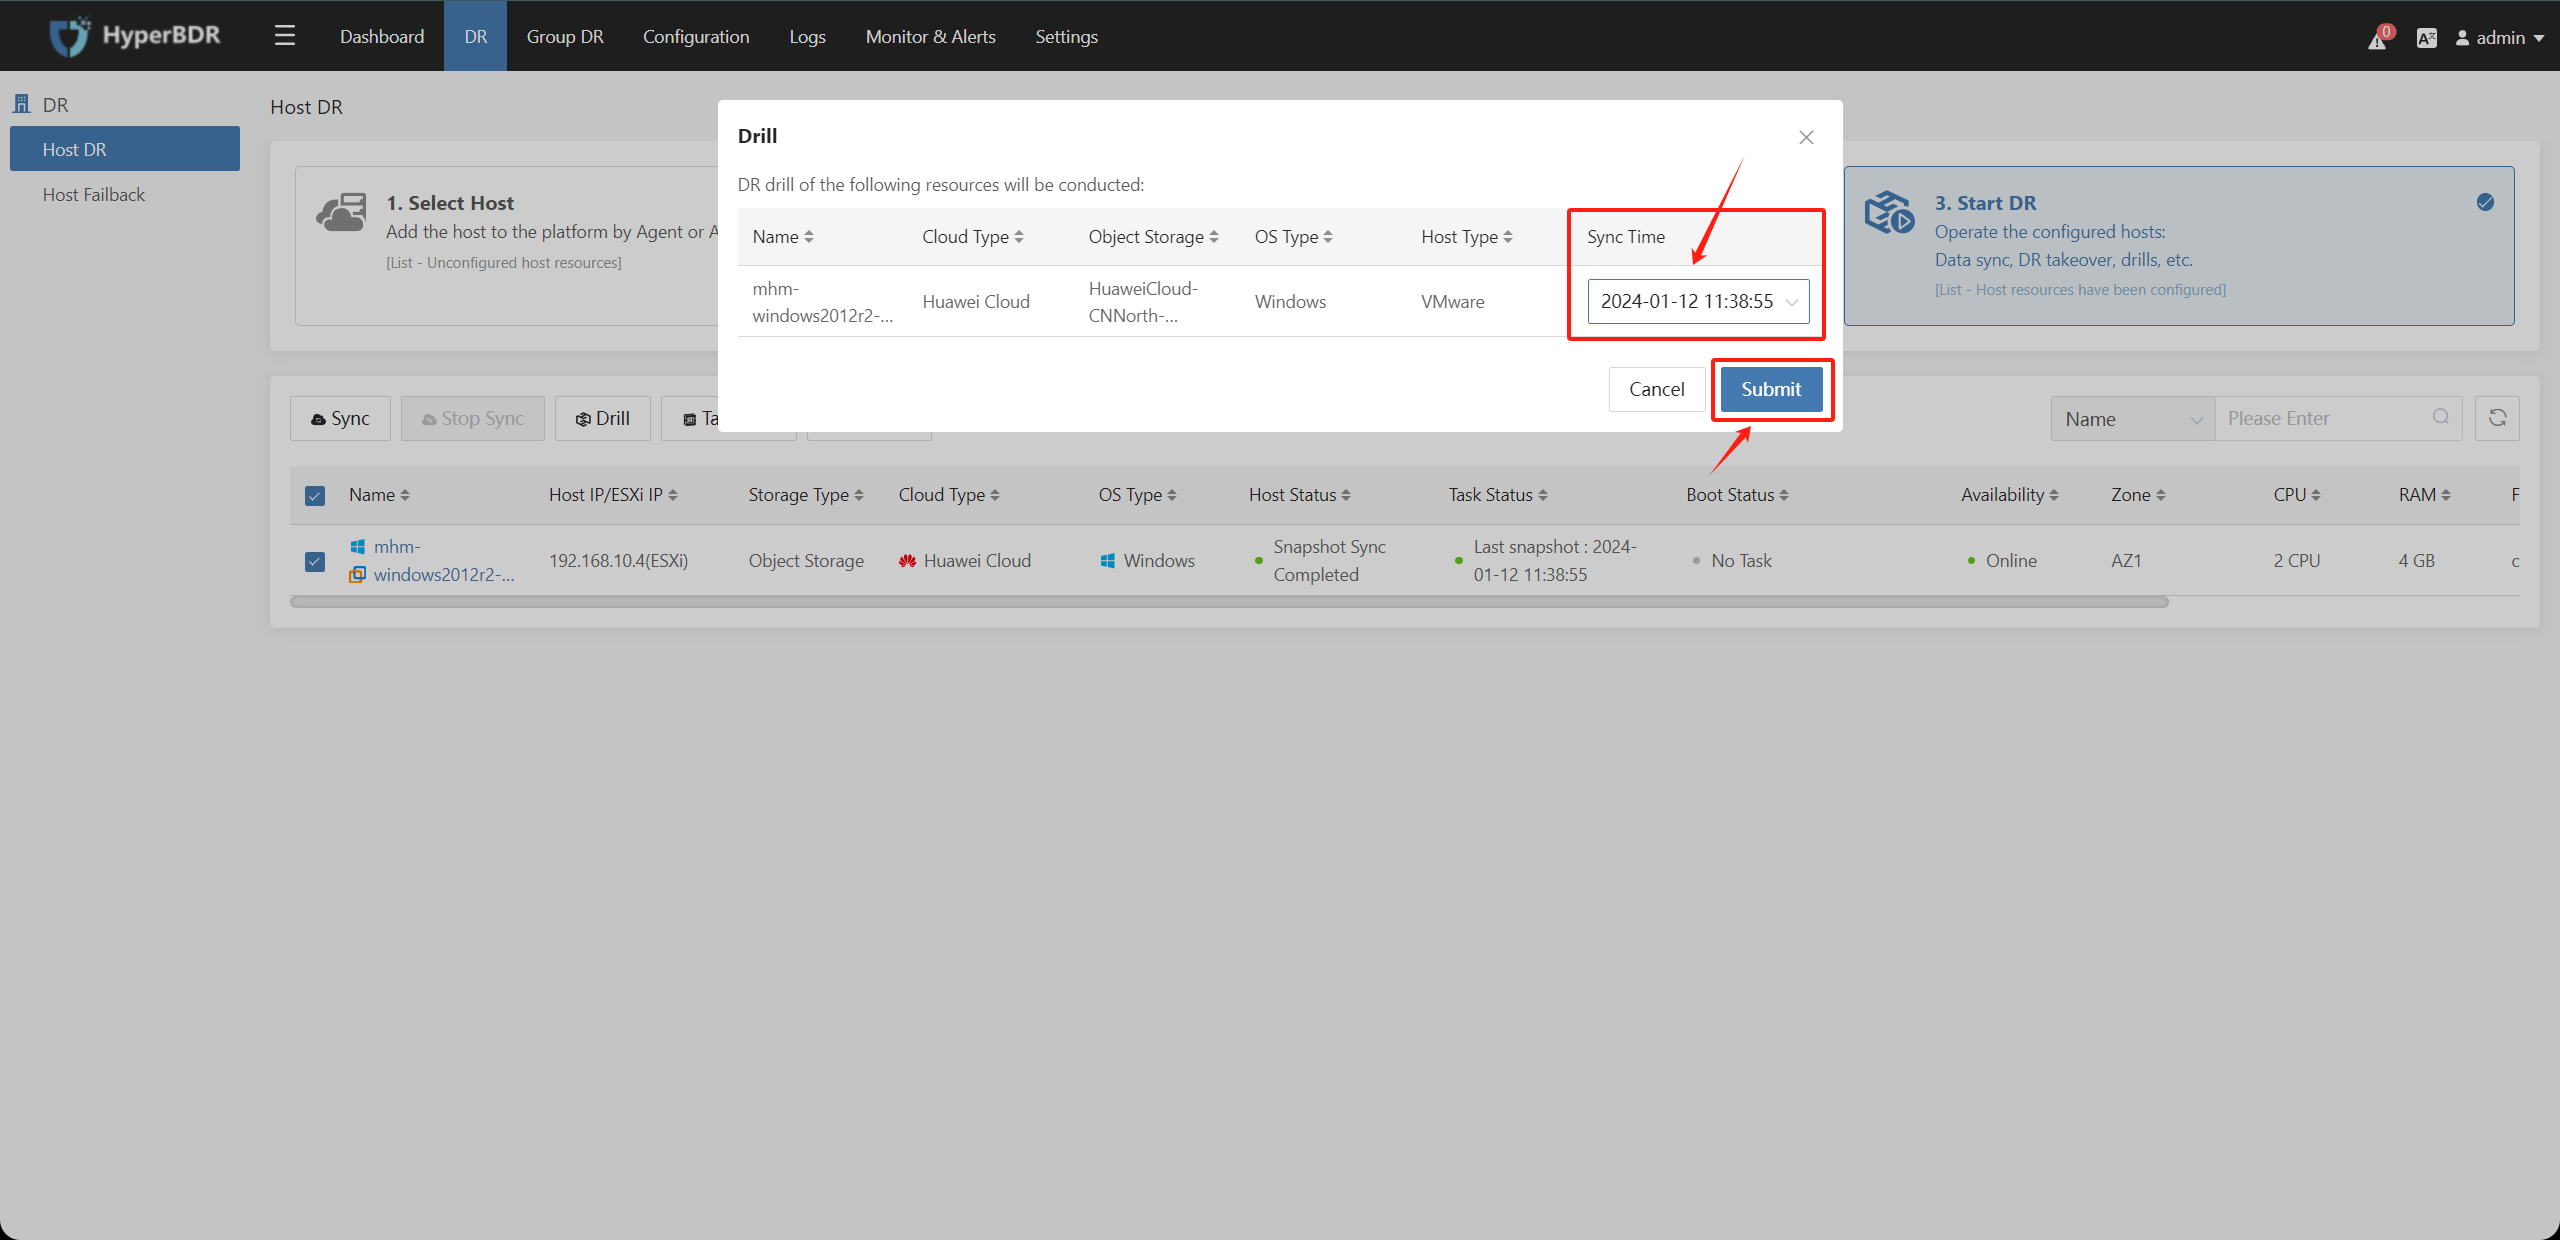 HyperBDR
Dashboard
DR
Group DR
Configuration
Logs
Monitor & Alerts
Settings
0
admin
DR
Host DR
Host Failback
Host DR
1. Select Host
Add the host to the platform by Agent or A
[List - Unconfigured host resources]
3. Start DR
Operate the configured hosts:
Data sync, DR takeover, drills, etc.
[List - Host resources have been configured]
Drill
DR drill of the following resources will be conducted:
Name Cloud Type Object Storage OS Type Host Type Sync Time
mhm-
windows2012r2-...
Huawei Cloud
HuaweiCloud-
CNNorth-...
Windows
VMware
2024-01-12 11:38:55
Cancel
Submit
Sync
Stop Sync
Drill
Ta
Name
Please Enter
Name Host IP/ESXi IP Storage Type Cloud Type OS Type Host Status Task Status Boot Status Availability Zone CPU RAM F
mhm-
windows2012r2-...
192.168.10.4(ESXi)
Object Storage
Huawei Cloud
Windows
Snapshot Sync
Completed
Last snapshot : 2024-
01-12 11:38:55
No Task
Online
AZ1
2 CPU
4 GB